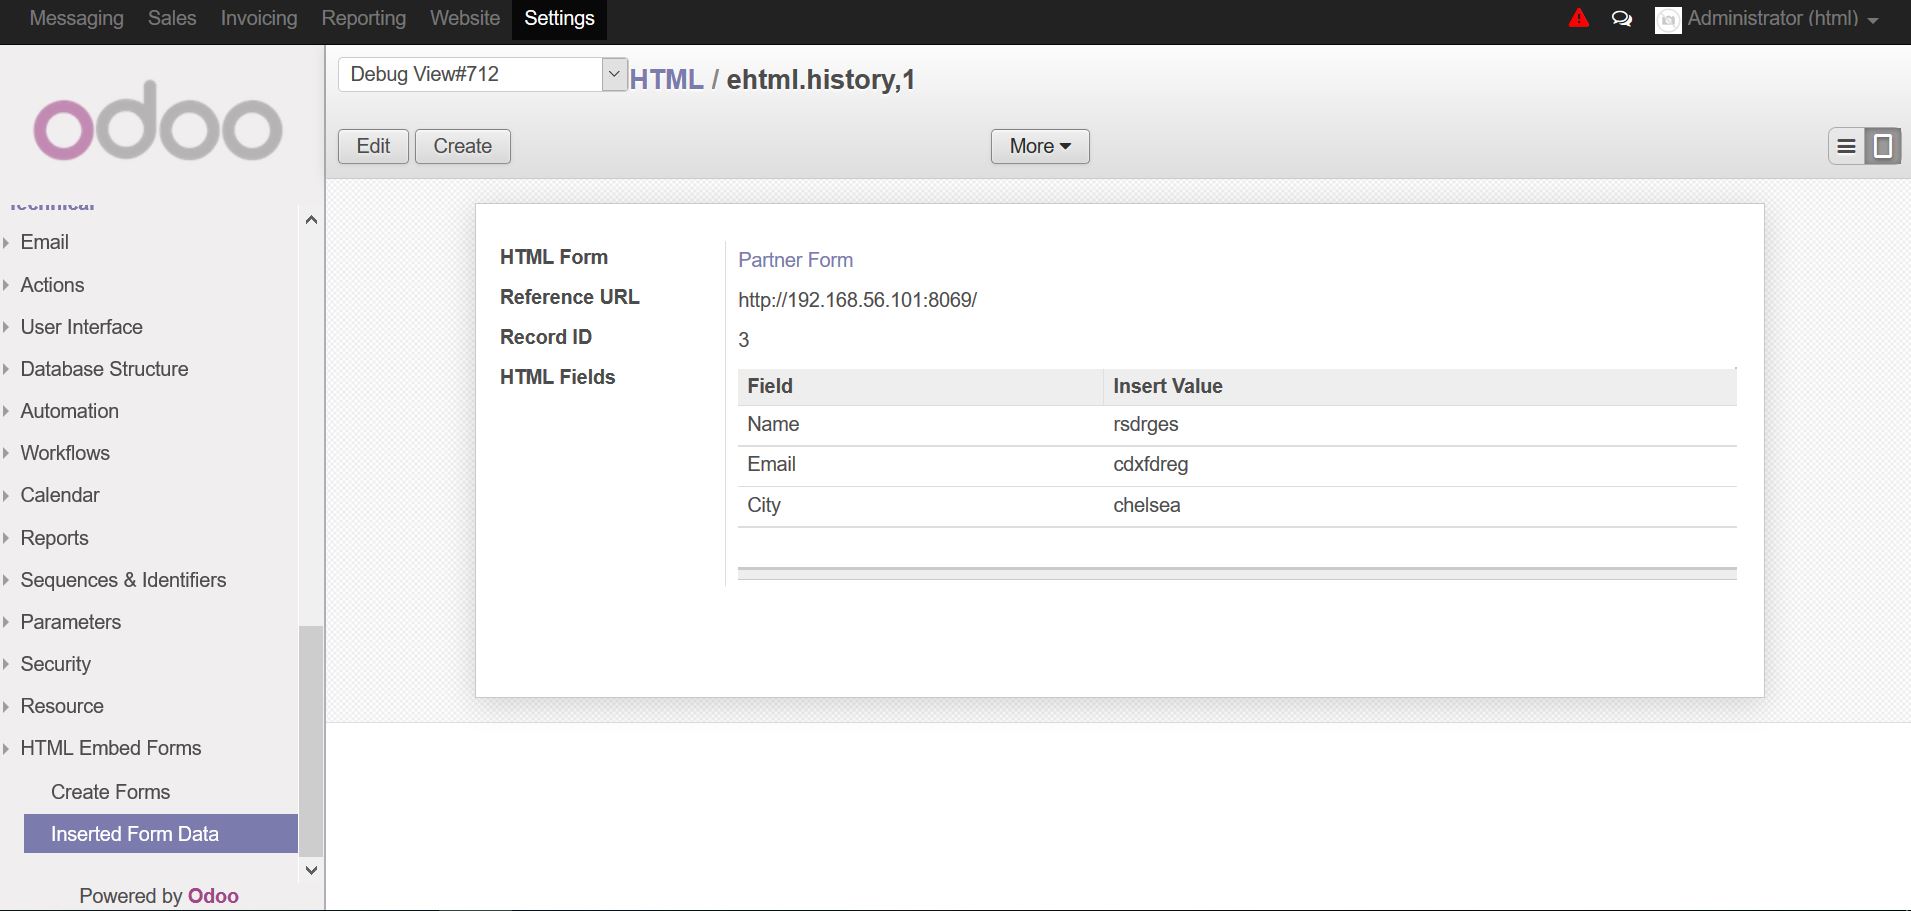 Messaging Sales Invoicing Reporting Website Settings Administrator (html)
odoo
Debug View#712 HTML / ehtml.history,1
Edit Create More
Technical
Email
Actions
User Interface
Database Structure
Automation
Workflows
Calendar
Reports
Sequences & Identifiers
Parameters
Security
Resource
HTML Embed Forms
Create Forms
Inserted Form Data
Powered by Odoo
HTML Form Partner Form
Reference URL http://192.168.56.101:8069/
Record ID 3
HTML Fields
Field Insert Value
Name rsdrges
Email cdxfdreg
City chelsea